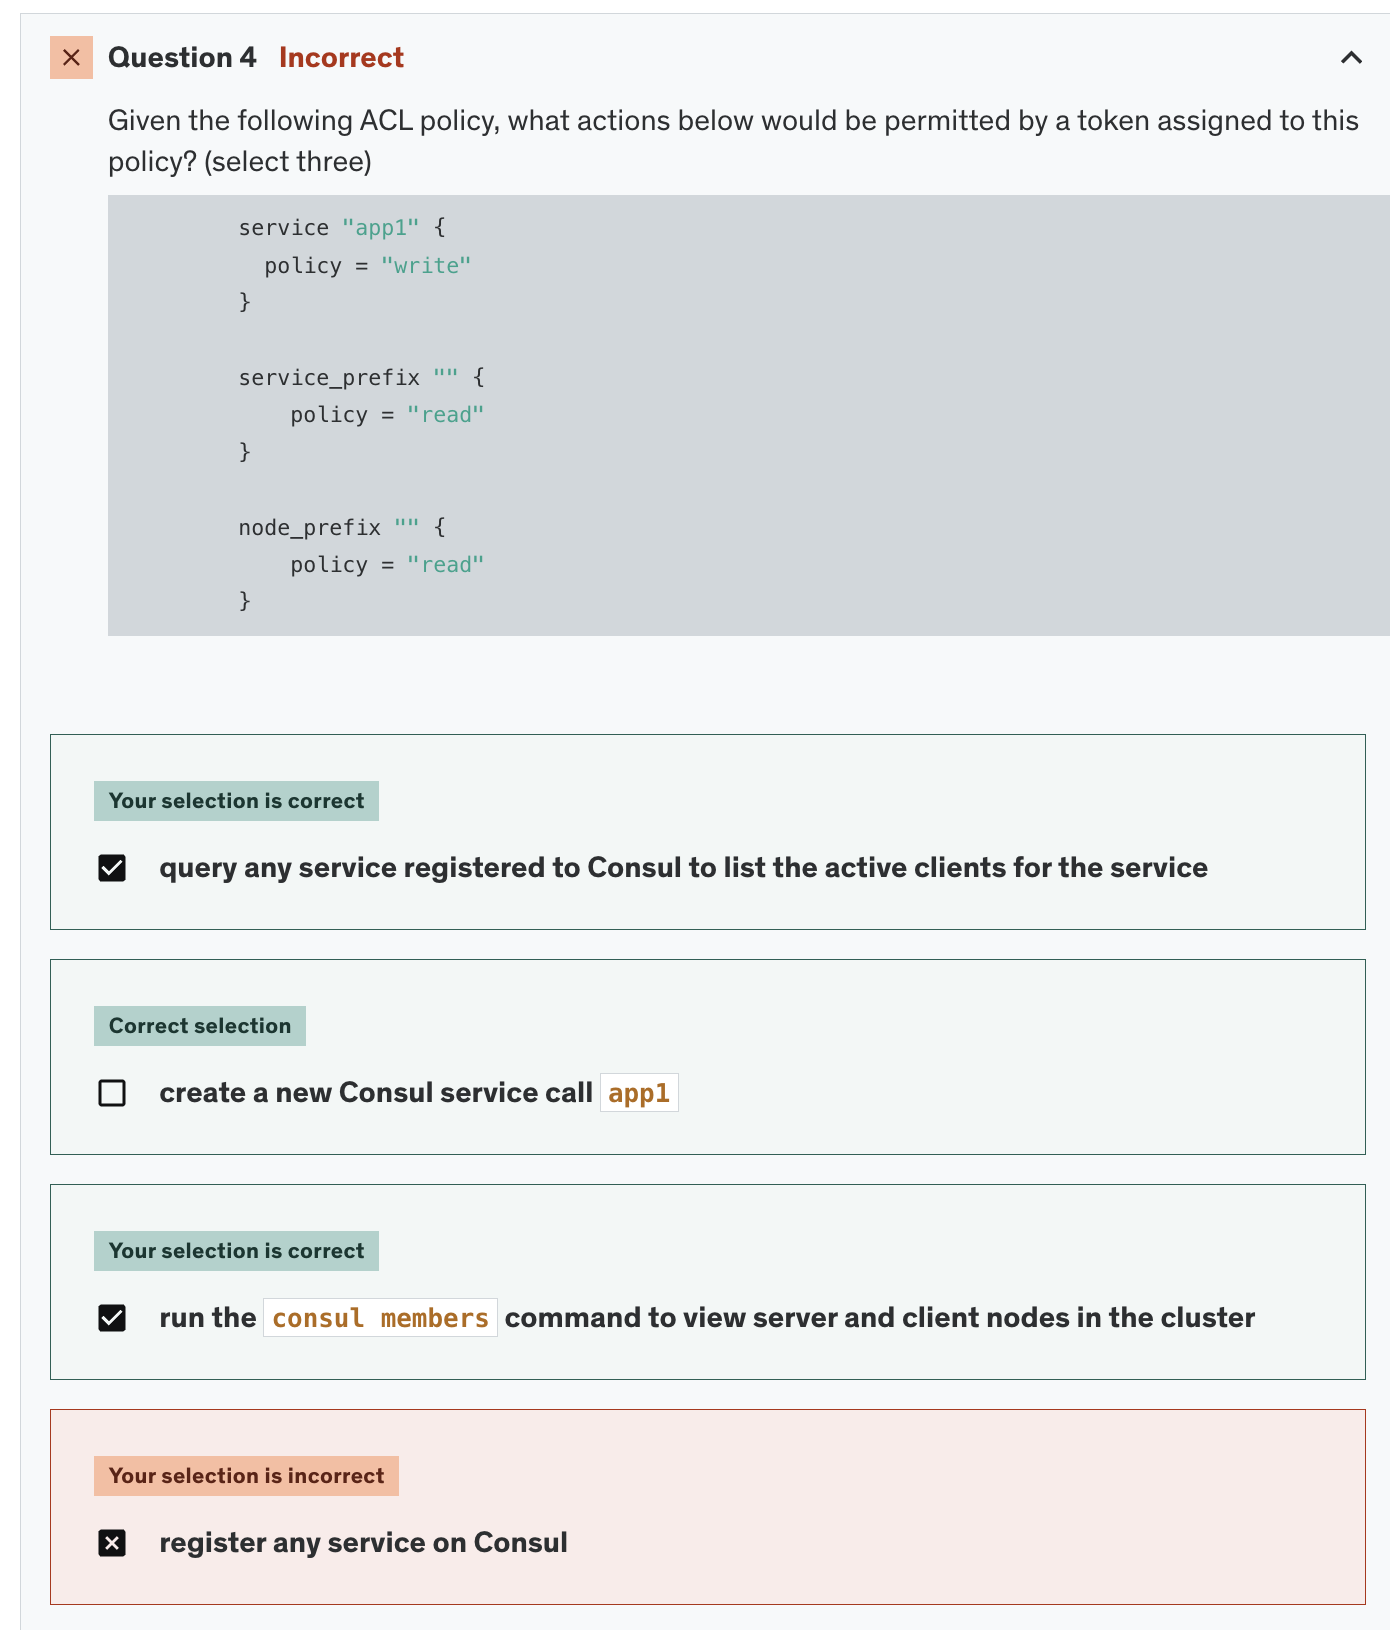 Question 4 Incorrect
Given the following ACL policy, what actions below would be permitted by a token assigned to this
policy? (select three)
service "app1" {
policy = "write"
}
service_prefix "" {
policy = "read"
}
node_prefix "" {
policy = "read"
}
Your selection is correct
query any service registered to Consul to list the active clients for the service
Correct selection
create a new Consul service call app1
Your selection is correct
run the consul members command to view server and client nodes in the cluster
Your selection is incorrect
register any service on Consul